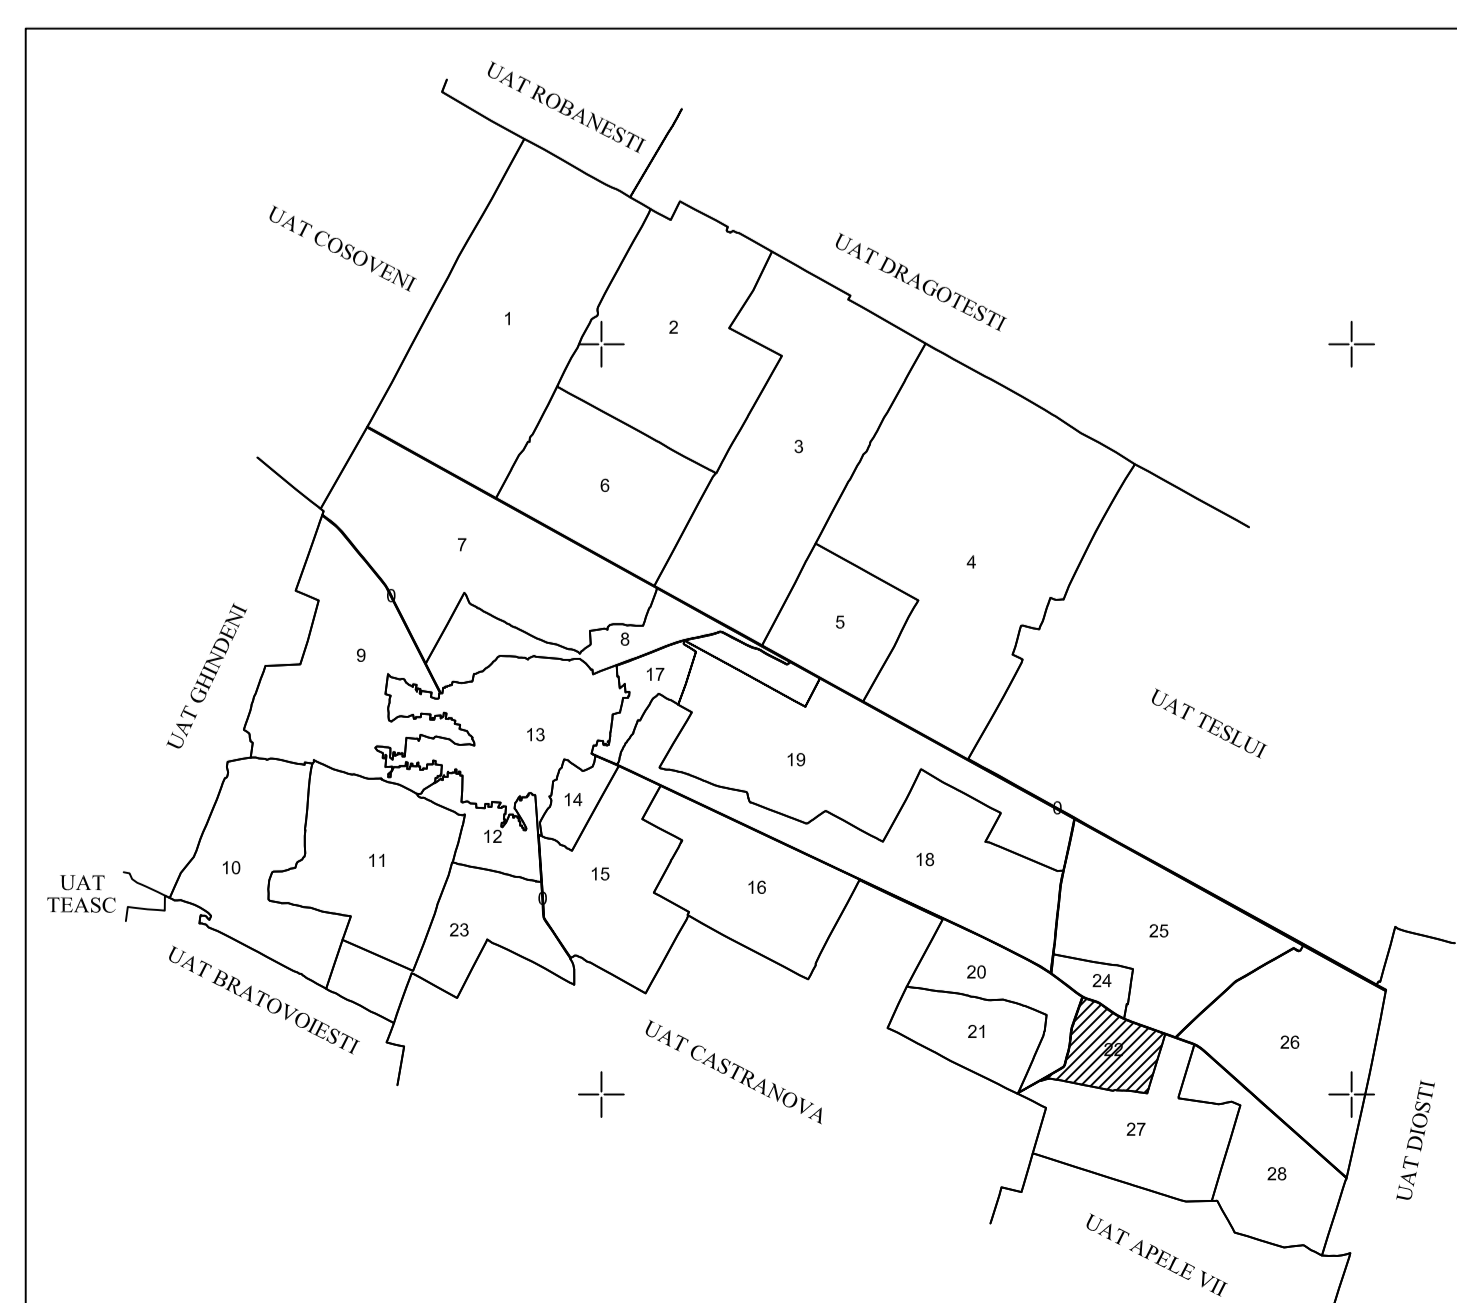 UAT ROBANESTI
UAT COSOVENI
UAT DRAGOTESTI
1
2
3
6
7
4
5
8
9
17
13
19
UAT GHINDENI
UAT TESLUI
14
12
18
10
11
15
16
UAT
TEASC
23
25
20
24
UAT BRATOVOIESTI
21
22
26
UAT CASTRANOVA
27
28
UAT DIOSTI
UAT APELE VII
0
0
0